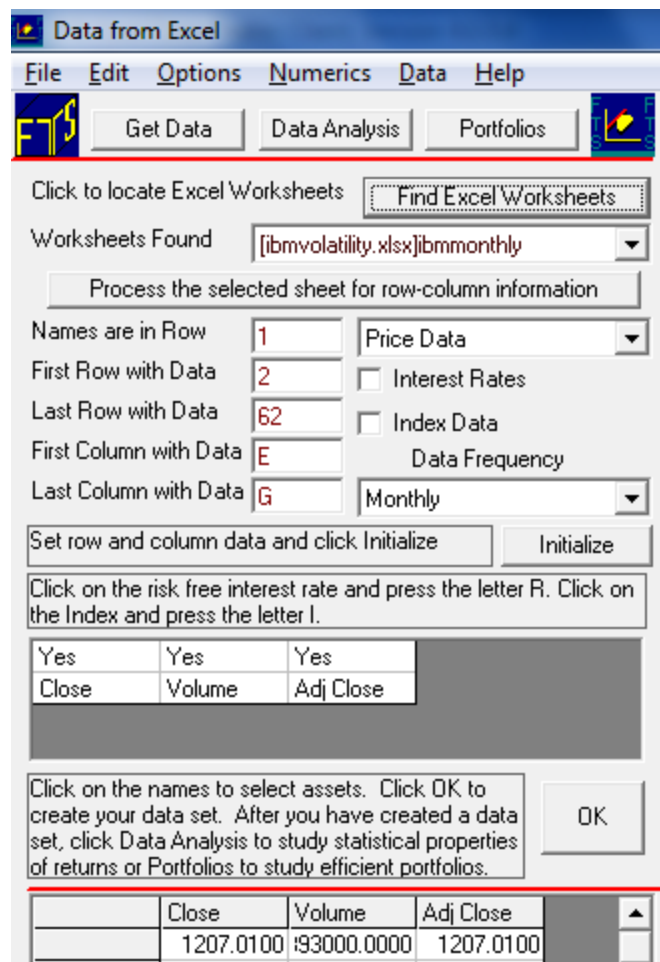 Data from Excel
File Edit Options Numerics Data Help
FTS Get Data Data Analysis Portfolios FTS FTS
Click to locate Excel Worksheets Find Excel Worksheets
Worksheets Found [ibmvolatility.xlsx]ibmmonthly
Process the selected sheet for row-column information
Names are in Row 1 Price Data
First Row with Data 2 Interest Rates
Last Row with Data 62 Index Data
First Column with Data E Data Frequency
Last Column with Data G Monthly
Set row and column data and click Initialize Initialize
Click on the risk free interest rate and press the letter R. Click on
the Index and press the letter I.
Yes Yes Yes
Close Volume Adj Close
Click on the names to select assets. Click OK to
create your data set. After you have created a data
set, click Data Analysis to study statistical properties
of returns or Portfolios to study efficient portfolios.
OK
Close Volume Adj Close
1207.0100 93000.0000 1207.0100